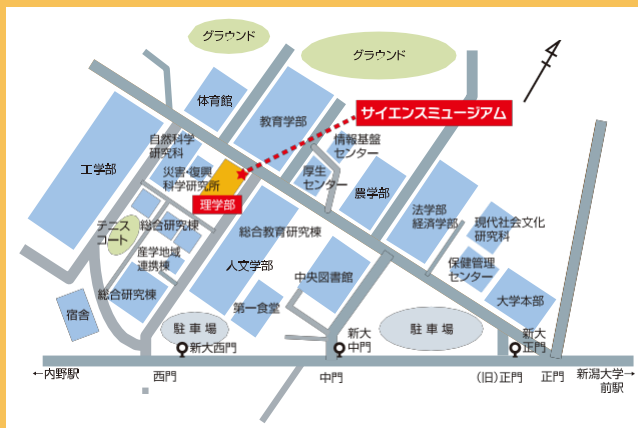 グラウンド
グラウンド
体育館
教育学部
サイエンスミュージアム
自然科学
研究科
情報基盤
センター
工学部
災害・復興
科学研究所
厚生
センター
農学部
理学部
法学部
経済学部
現代社会文化
研究科
テニス
コート
総合研究棟
総合教育研究棟
産学地域
連携棟
人文学部
中央図書館
保健管理
センター
総合研究棟
大学本部
宿舎
第一食堂
駐車場
新大西門
新大
中門
駐車場
新大
正門
←内野駅
西門
中門
(旧)正門
正門
新潟大学→
前駅